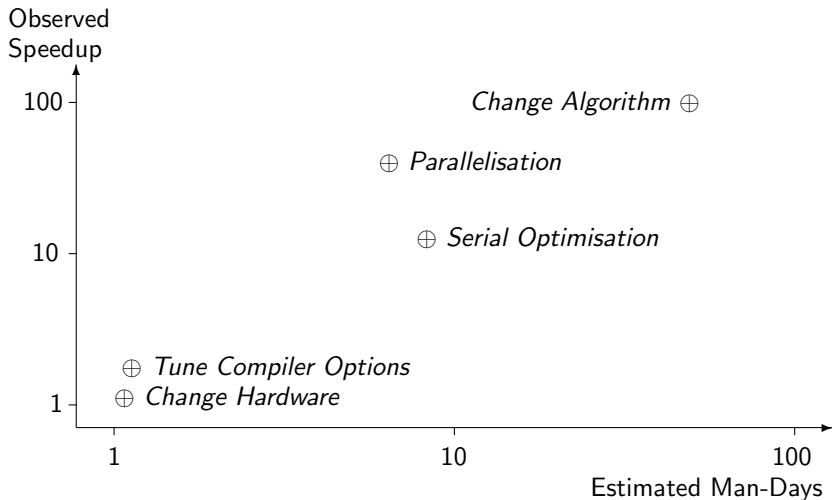 Observed
Speedup
100
Change Algorithm
Parallelisation
Serial Optimisation
10
Tune Compiler Options
Change Hardware
1
1 10 100
Estimated Man-Days